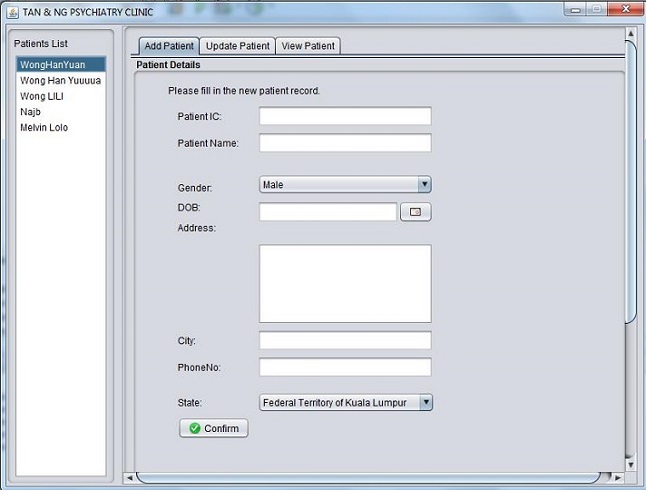 TAN & NG PSYCHIATRY CLINIC
Patients List
WongHanYuan
Wong Han Yuuuua
Wong LILI
Najb
Melvin Lolo
Add Patient Update Patient View Patient
Patient Details
Please fill in the new patient record.
Patient IC:
Patient Name:
Gender: Male
DOB:
Address:
City:
PhoneNo:
State: Federal Territory of Kuala Lumpur
Confirm